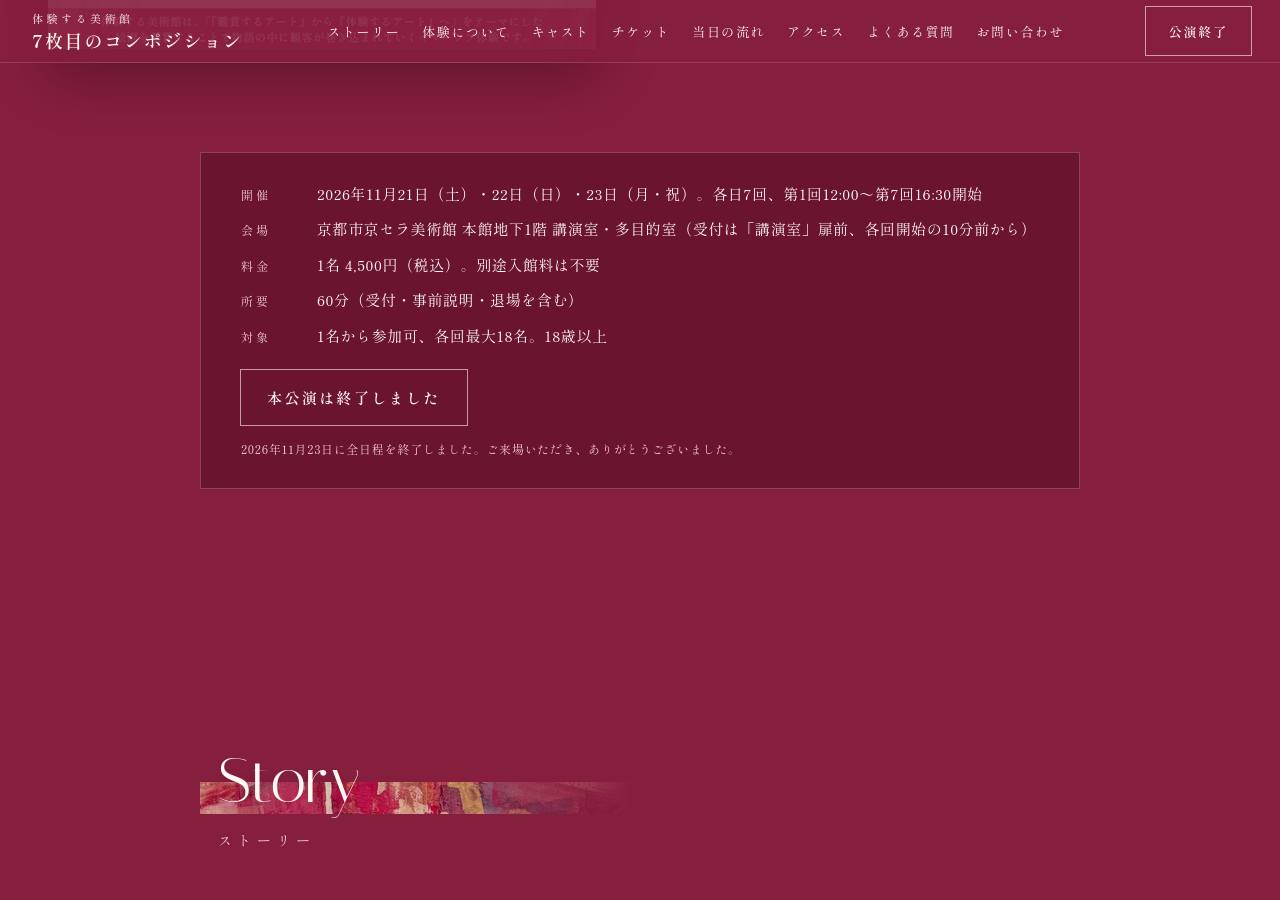 体験する美術館
7枚目のコンポジション
ストーリー 体験について キャスト チケット 当日の流れ アクセス よくある質問 お問い合わせ 公演終了
開催 2026年11月21日（土）・22日（日）・23日（月・祝）。各日7回、第1回12:00〜第7回16:30開始
会場 京都市京セラ美術館 本館地下1階 講演室・多目的室（受付は「講演室」扉前、各回開始の10分前から）
料金 1名 4,500円（税込）。別途入館料は不要
所要 60分（受付・事前説明・退場を含む）
対象 1名から参加可、各回最大18名。18歳以上
本公演は終了しました
2026年11月23日に全日程を終了しました。ご来場いただき、ありがとうございました。
Story
ストーリー